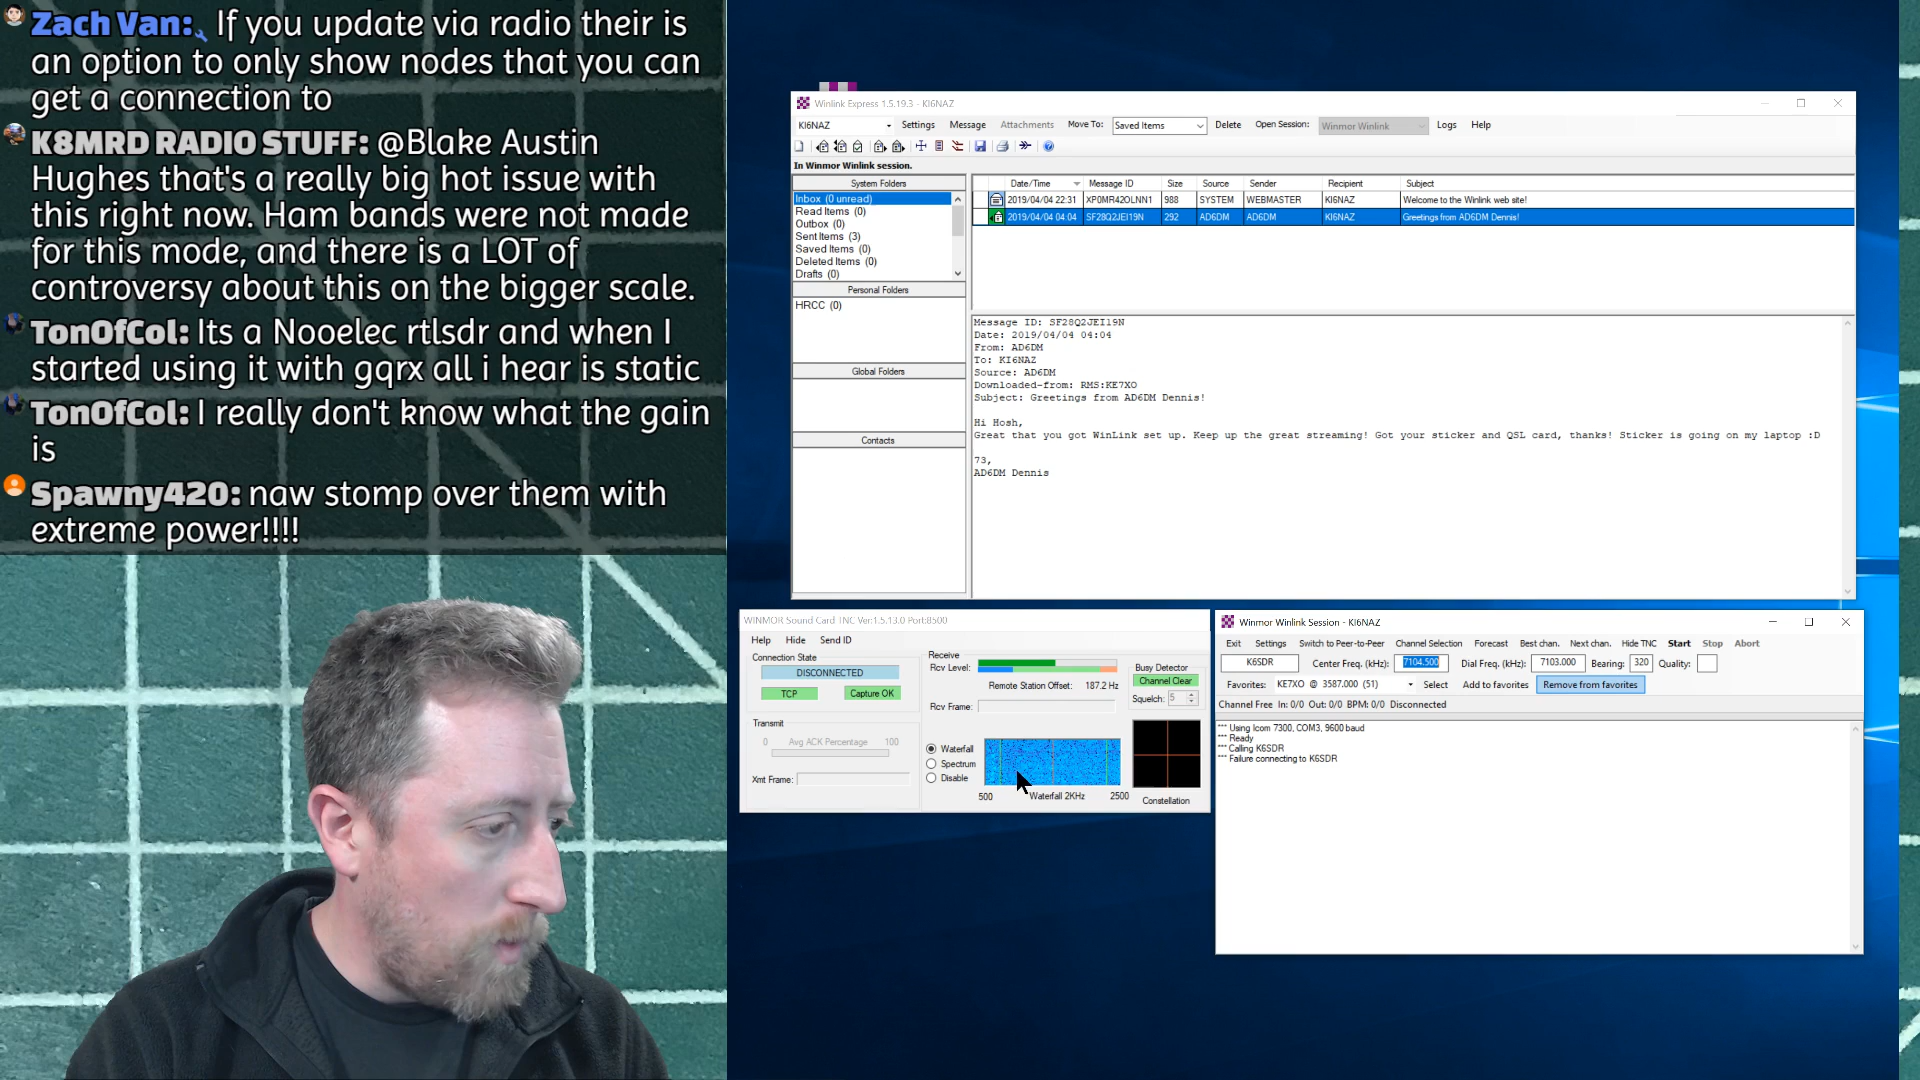 Zach Van: If you update via radio their is
an option to only show nodes that you can
get a connection to
K8MRD RADIO STUFF: @Blake Austin
Hughes that's a really big hot issue with
this right now. Ham bands were not made
for this mode, and there is a LOT of
controversy about this on the bigger scale.
TonOfCol: Its a Nooelec rtlsdr and when I
started using it with gqrx all i hear is static
TonOfCol: I really don't know what the gain
is
Spawny420: naw stomp over them with
extreme power!!!!
Winlink Express 1.5.19.3 - KI6NAZ
KI6NAZ Settings Message Attachments Move To: Saved Items Delete Open Session: Winmor Winlink Logs Help
In Winmor Winlink session.
System Folders
Inbox (0 unread)
Read Items (0)
Outbox (0)
Sent Items (3)
Saved Items (0)
Deleted Items (0)
Drafts (0)
Personal Folders
HRCC (0)
Global Folders
Contacts
Date/Time Message ID Size Source Sender Recipient Subject
2019/04/04 22:31 XP0MR42OLNN1 988 SYSTEM WEBMASTER KI6NAZ Welcome to the Winlink web site!
2019/04/04 04:04 SF28Q2JEI19N 292 AD6DM AD6DM KI6NAZ Greetings from AD6DM Dennis!
Message ID: SF28Q2JEI19N
Date: 2019/04/04 04:04
From: AD6DM
To: KI6NAZ
Source: AD6DM
Downloaded-from: RMS:KE7XO
Subject: Greetings from AD6DM Dennis!
Hi Hosh,
Great that you got WinLink set up. Keep up the great streaming! Got your sticker and QSL card, thanks! Sticker is going on my laptop :D
73,
AD6DM Dennis
WINMOR Sound Card TNC Ver:1.5.13.0 Port:8500
Help Hide Send ID
Connection State
DISCONNECTED
TCP Capture OK
Transmit
0 Avg ACK Percentage 100
Xmt Frame:
Receive
Rcv Level:
Remote Station Offset: 187.2 Hz
Rcv Frame:
Waterfall
Spectrum
Disable
500 Waterfall 2KHz 2500
Busy Detector
Channel Clear
Squelch: 5
Constellation
Winmor Winlink Session - KI6NAZ
Exit Settings Switch to Peer-to-Peer Channel Selection Forecast Best chan. Next chan. Hide TNC Start Stop Abort
K6SDR Center Freq. (kHz): 7104.500 Dial Freq. (kHz): 7103.000 Bearing: 320 Quality:
Favorites: KE7XO @ 3587.000 (51) Select Add to favorites Remove from favorites
Channel Free In: 0/0 Out: 0/0 BPM: 0/0 Disconnected
*** Using Icom 7300, COM3, 9600 baud
*** Ready
*** Calling K6SDR
*** Failure connecting to K6SDR